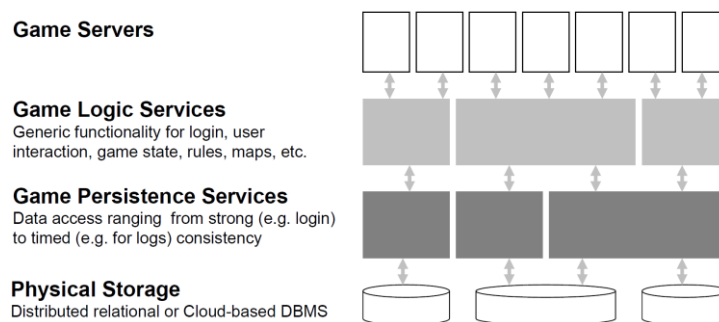 Game Servers
Game Logic Services
Generic functionality for login, user
interaction, game state, rules, maps, etc.
Game Persistence Services
Data access ranging from strong (e.g. login)
to timed (e.g. for logs) consistency
Physical Storage
Distributed relational or Cloud-based DBMS